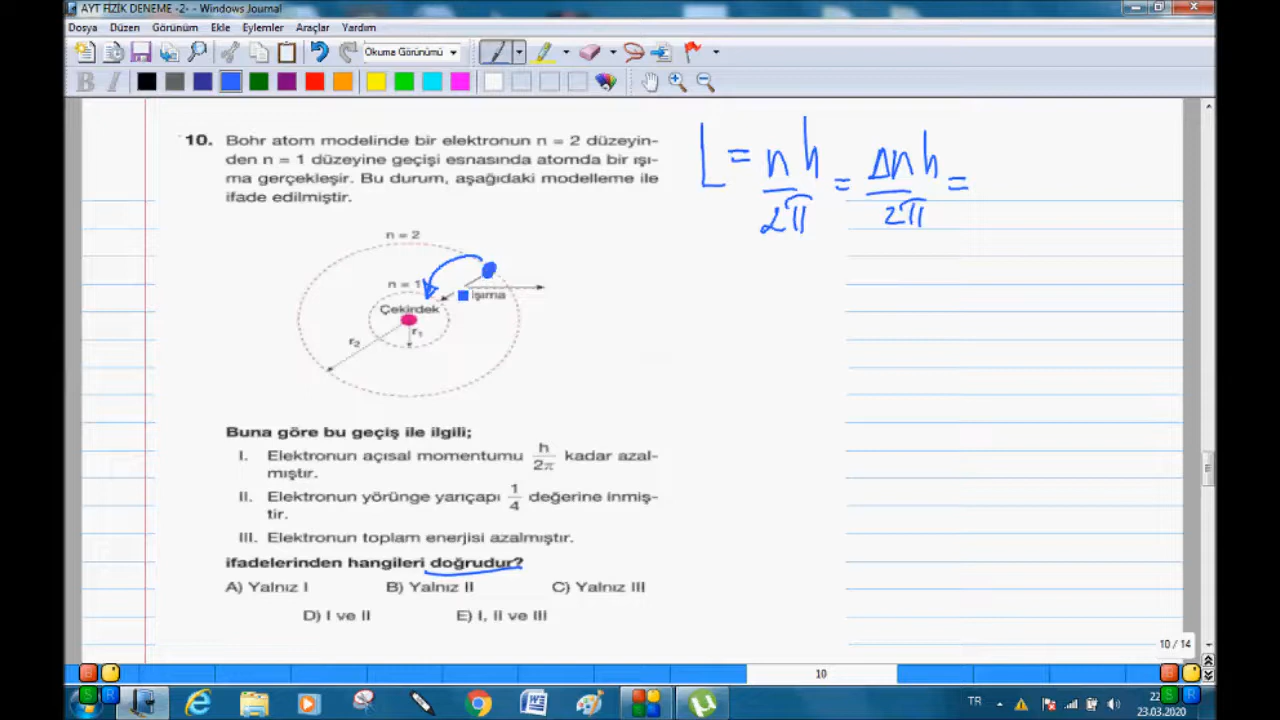 AYT FİZİK DENEME -2- - Windows Journal
Dosya Düzen Görünüm Ekle Eylemler Araçlar Yardım
Okuma Görünümü
B I
10. Bohr atom modelinde bir elektronun n = 2 düzeyin-
den n = 1 düzeyine geçişi esnasında atomda bir ışı-
ma gerçekleşir. Bu durum, aşağıdaki modelleme ile
ifade edilmiştir.
L = nh/2π = Δnh/2π =
n = 2
n = 1
Işıma
Çekirdek
r₁
r₂
Buna göre bu geçiş ile ilgili;
I. Elektronun açısal momentumu h/2π kadar azal-
mıştır.
II. Elektronun yörünge yarıçapı 1/4 değerine inmiş-
tir.
III. Elektronun toplam enerjisi azalmıştır.
ifadelerinden hangileri doğrudur?
A) Yalnız I B) Yalnız II C) Yalnız III
D) I ve II E) I, II ve III
10 / 14
10
TR
22
23.03.2020